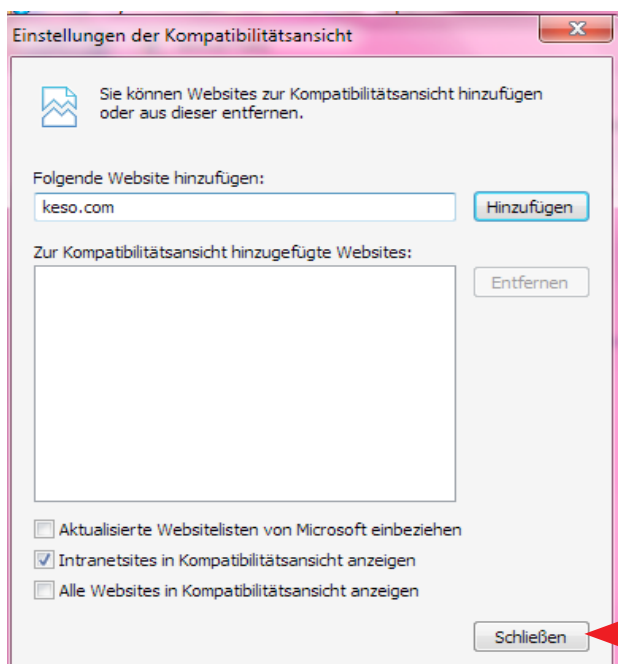 Einstellungen der Kompatibilitätsansicht
Sie können Websites zur Kompatibilitätsansicht hinzufügen
oder aus dieser entfernen.
Folgende Website hinzufügen:
keso.com
Hinzufügen
Zur Kompatibilitätsansicht hinzugefügte Websites:
Entfernen
Aktualisierte Websitelisten von Microsoft einbeziehen
Intranetsites in Kompatibilitätsansicht anzeigen
Alle Websites in Kompatibilitätsansicht anzeigen
Schließen